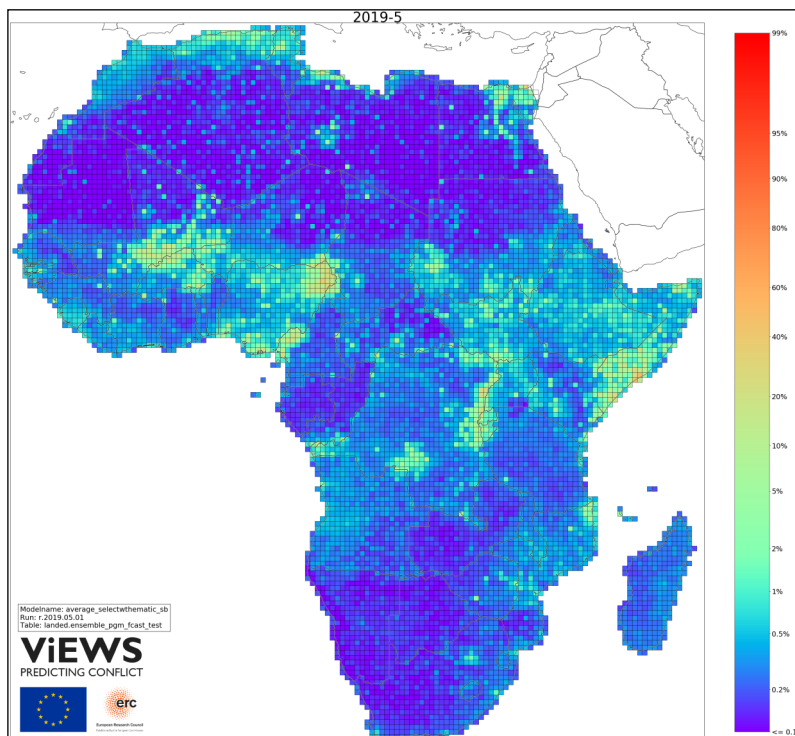 2019-5
99%
95%
90%
80%
60%
40%
20%
10%
5%
2%
1%
0.5%
0.2%
<= 0.1
Modelname: average_selectwthematic_sb
Run: r.2019.05.01
Table: landed.ensemble_pgm_fcast_test
ViEWS
PREDICTING CONFLICT
erc
European Research Council